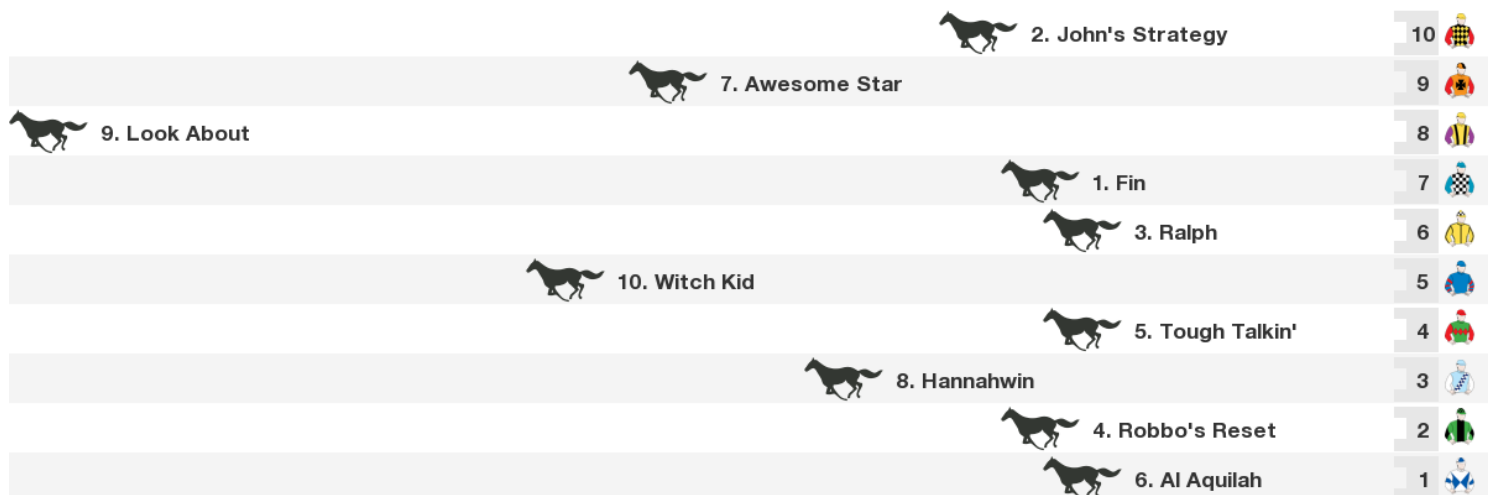 2. John's Strategy 10
7. Awesome Star 9
9. Look About 8
1. Fin 7
3. Ralph 6
10. Witch Kid 5
5. Tough Talkin' 4
8. Hannahwin 3
4. Robbo's Reset 2
6. Al Aquilah 1